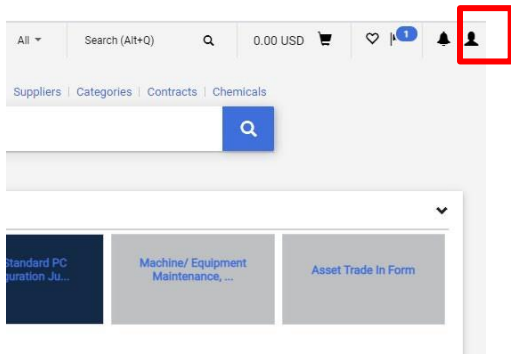 All
Search (Alt+Q)
0.00 USD
1
Suppliers | Categories | Contracts | Chemicals
Standard PC
guration Ju...
Machine/ Equipment
Maintenance, ...
Asset Trade In Form